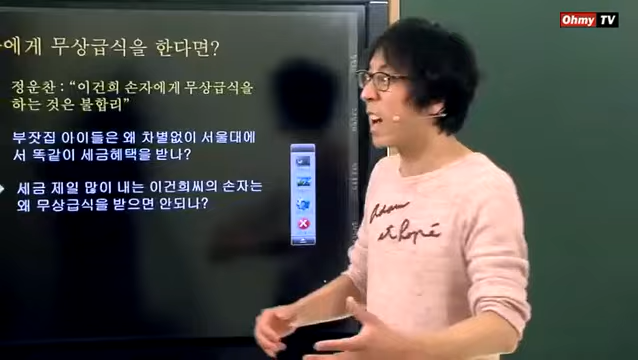 에게 무상급식을 한다면?
정운찬 : “이건희 손자에게 무상급식을
하는 것은 불합리”
부잣집 아이들은 왜 차별없이 서울대에
서 똑같이 세금혜택을 받나?
세금 제일 많이 내는 이건희씨의 손자는
왜 무상급식을 받으면 안되나?
Ohmy TV
Adam
et Ropé